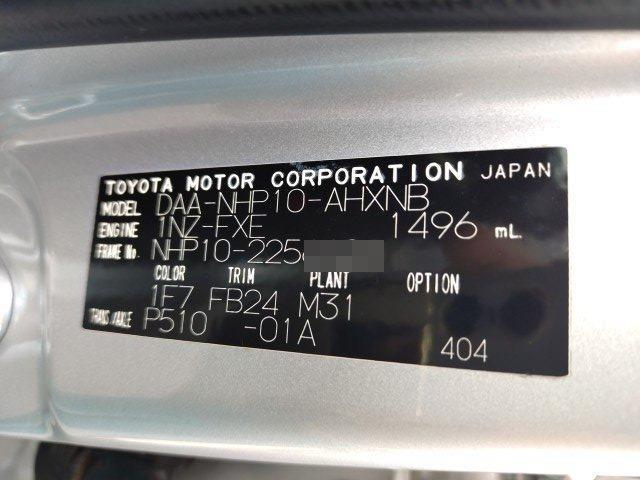 TOYOTA MOTOR CORPORATION JAPAN
MODEL DAA-NHP10-AHXNB
ENGINE 1NZ-FXE 1496 mL
FRAME No. NHP10-225
COLOR TRIM PLANT OPTION
1F7 FB24 M31
TRANS/AXLE P510 -01A
404